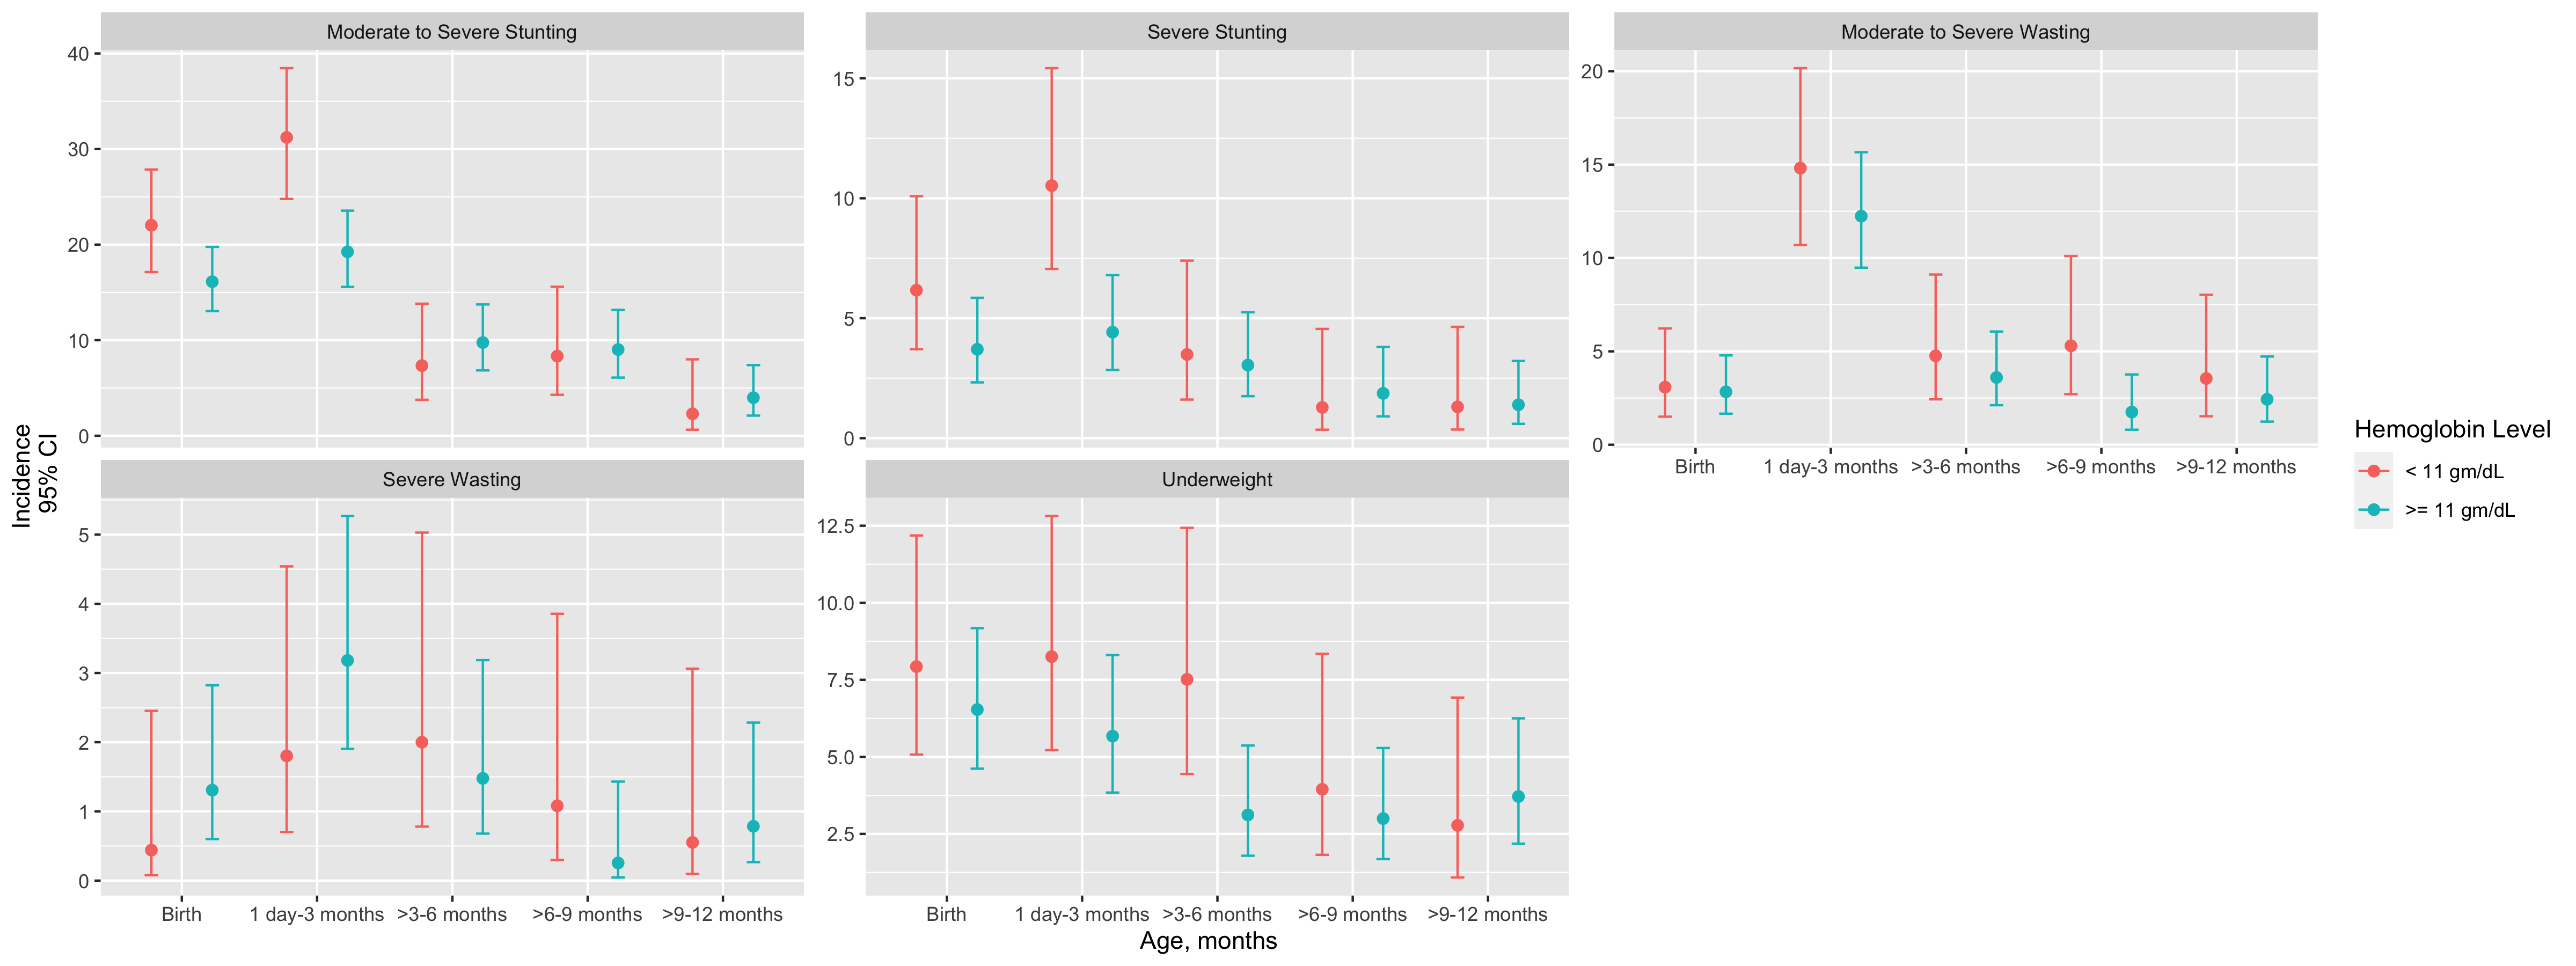 Moderate to Severe Stunting
Severe Stunting
Moderate to Severe Wasting
40
30
20
10
0
15
10
5
0
20
15
10
5
0
Birth
1 day-3 months
>3-6 months
>6-9 months
>9-12 months
Incidence
95% CI
Severe Wasting
Underweight
5
4
3
2
1
0
12.5
10.0
7.5
5.0
2.5
Birth
1 day-3 months
>3-6 months
>6-9 months
>9-12 months
Birth
1 day-3 months
>3-6 months
>6-9 months
>9-12 months
Age, months
Hemoglobin Level
< 11 gm/dL
>= 11 gm/dL